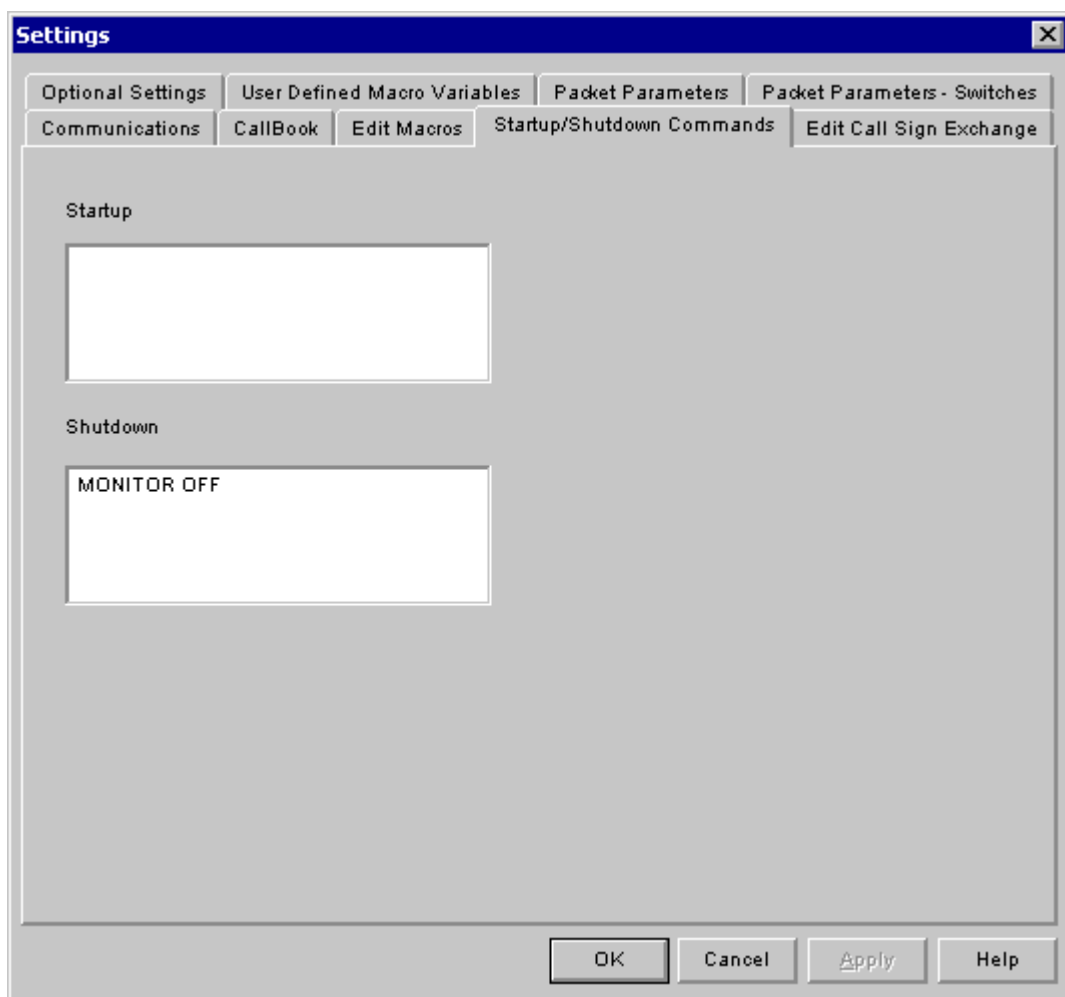 Settings
Optional Settings User Defined Macro Variables Packet Parameters Packet Parameters - Switches
Communications CallBook Edit Macros Startup/Shutdown Commands Edit Call Sign Exchange
Startup
Shutdown
MONITOR OFF
OK Cancel Apply Help